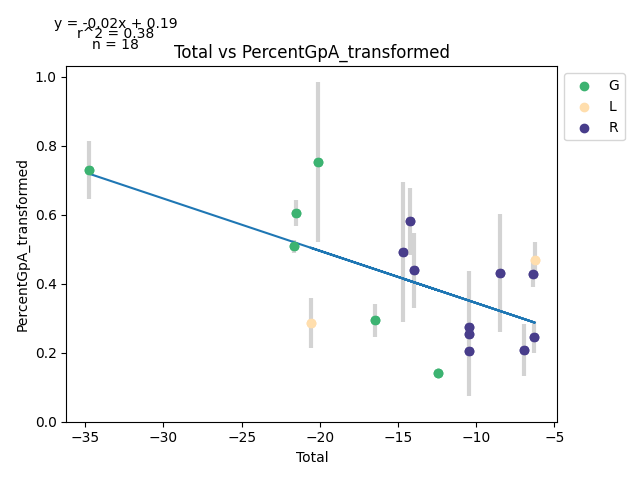 y = -0.02x + 0.19
r^2 = 0.38
n = 18
Total vs PercentGpA_transformed
G
L
R
PercentGpA_transformed
1.0
0.8
0.6
0.4
0.2
0.0
−35
−30
−25
−20
−15
−10
−5
Total